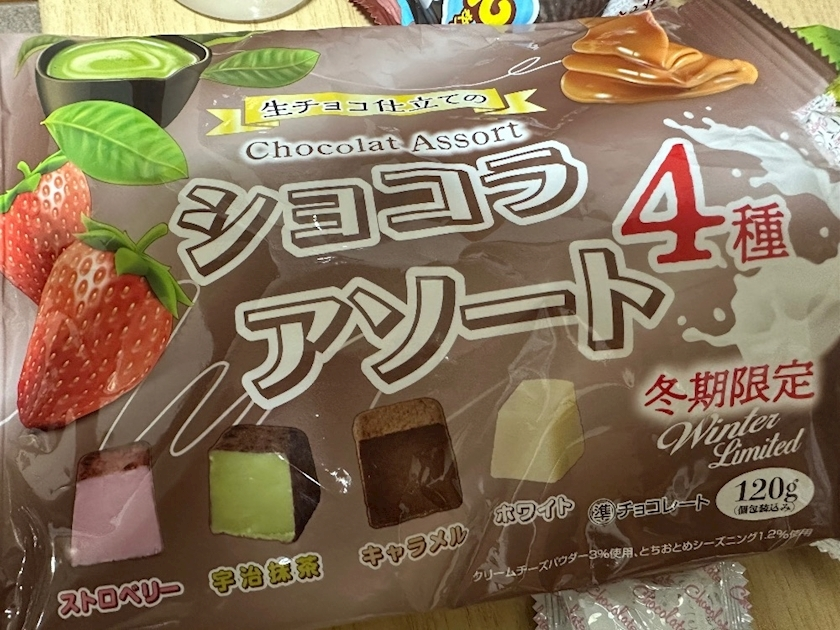 生チョコ仕立ての
Chocolat Assort
ショコラ
アソート
4種
冬期限定
Winter
Limited
ストロベリー
宇治抹茶
キャラメル
ホワイト
準チョコレート
120g
(個包装込み)
クリームチーズパウダー3%使用、とちおとめシーズニング1.2%使用